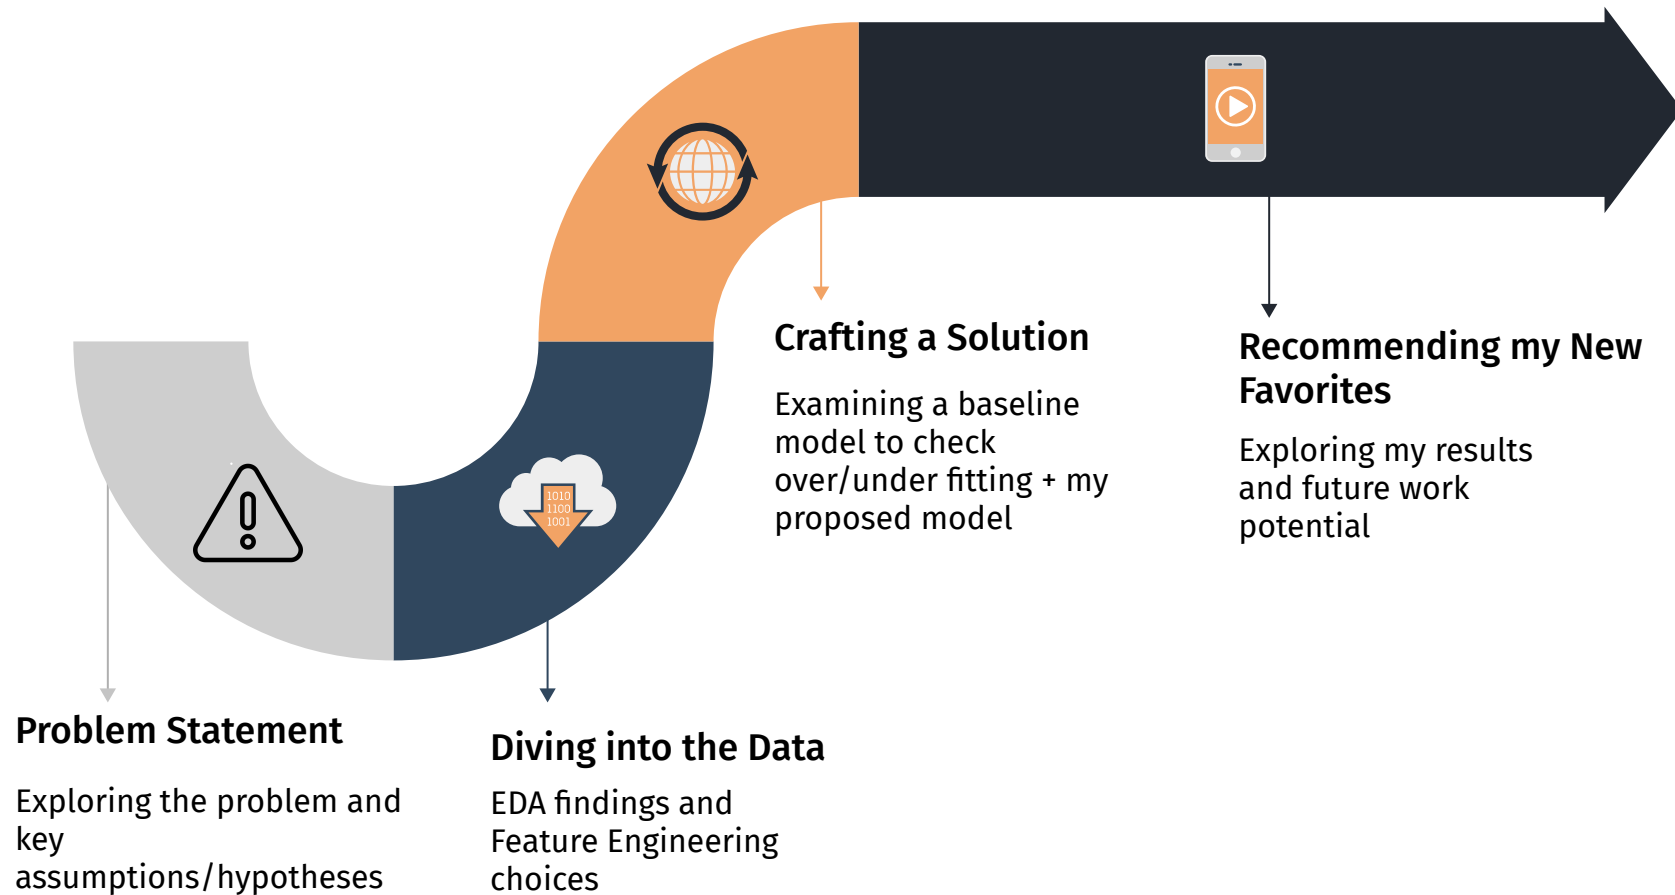 Problem Statement
Exploring the problem and
key
assumptions/hypotheses
1010
1100
1001
Diving into the Data
EDA findings and
Feature Engineering
choices
Crafting a Solution
Examining a baseline
model to check
over/under fitting + my
proposed model
Recommending my New
Favorites
Exploring my results
and future work
potential